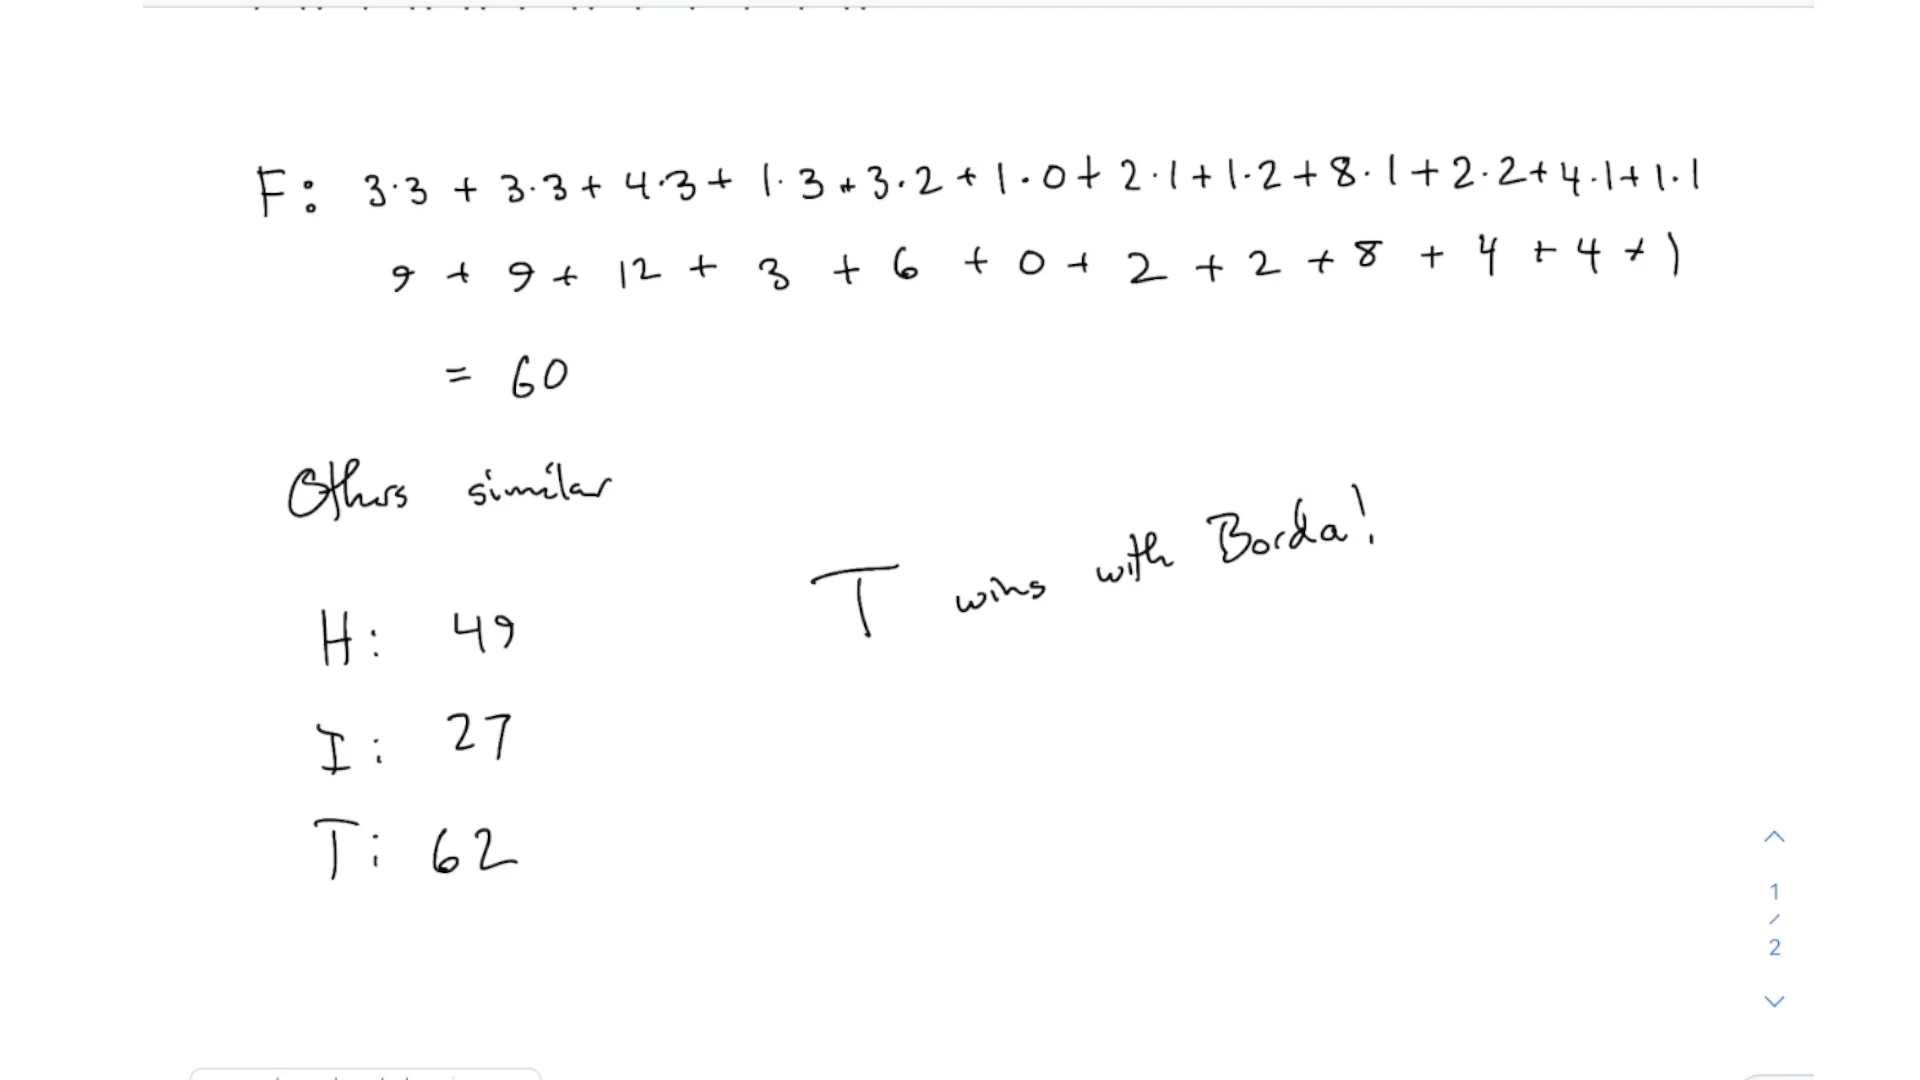 F: 3·3 + 3·3 + 4·3 + 1·3 + 3·2 + 1·0 + 2·1 + 1·2 + 8·1 + 2·2 + 4·1 + 1·1
9 + 9 + 12 + 3 + 6 + 0 + 2 + 2 + 8 + 4 + 4 + 1
= 60
Others similar
T wins with Borda!
H: 49
I: 27
T: 62
1
/
2